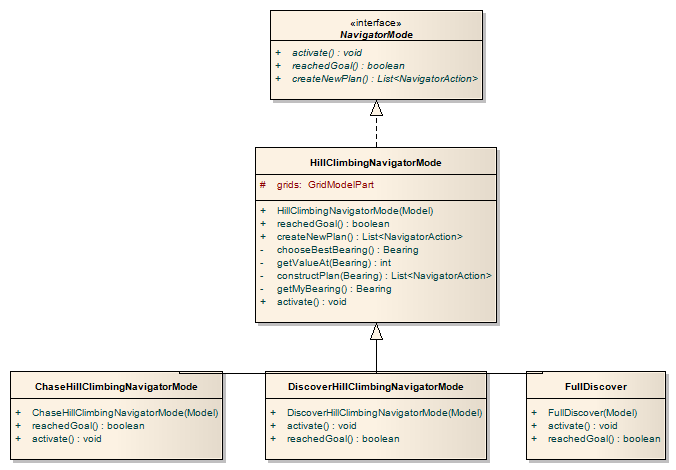 «interface»
NavigatorMode
+ activate() : void
+ reachedGoal() : boolean
+ createNewPlan() : List<NavigatorAction>
HillClimbingNavigatorMode
# grids: GridModelPart
+ HillClimbingNavigatorMode(Model)
+ reachedGoal() : boolean
+ createNewPlan() : List<NavigatorAction>
- chooseBestBearing() : Bearing
- getValueAt(Bearing) : int
- constructPlan(Bearing) : List<NavigatorAction>
- getMyBearing() : Bearing
+ activate() : void
ChaseHillClimbingNavigatorMode
+ ChaseHillClimbingNavigatorMode(Model)
+ reachedGoal() : boolean
+ activate() : void
DiscoverHillClimbingNavigatorMode
+ DiscoverHillClimbingNavigatorMode(Model)
+ activate() : void
+ reachedGoal() : boolean
FullDiscover
+ FullDiscover(Model)
+ activate() : void
+ reachedGoal() : boolean